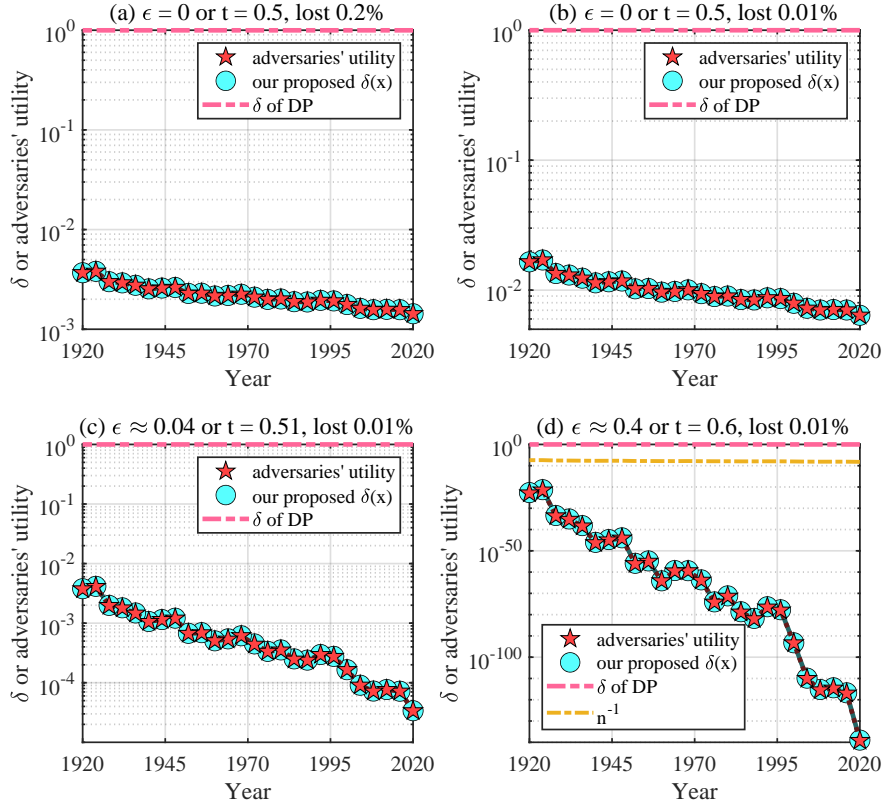 (a) ϵ = 0 or t = 0.5, lost 0.2%
10^0
10^-1
10^-2
10^-3
δ or adversaries' utility
adversaries' utility
our proposed δ(x)
δ of DP
1920 1945 1970 1995 2020
Year
(b) ϵ = 0 or t = 0.5, lost 0.01%
10^0
10^-1
10^-2
δ or adversaries' utility
adversaries' utility
our proposed δ(x)
δ of DP
1920 1945 1970 1995 2020
Year
(c) ϵ ≈ 0.04 or t = 0.51, lost 0.01%
10^0
10^-1
10^-2
10^-3
10^-4
δ or adversaries' utility
adversaries' utility
our proposed δ(x)
δ of DP
1920 1945 1970 1995 2020
Year
(d) ϵ ≈ 0.4 or t = 0.6, lost 0.01%
10^0
10^-50
10^-100
δ or adversaries' utility
adversaries' utility
our proposed δ(x)
δ of DP
n^-1
1920 1945 1970 1995 2020
Year